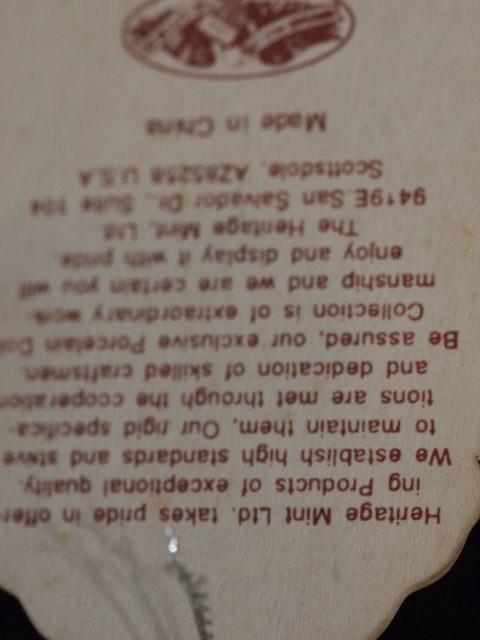 Heritage Mint Ltd. takes pride in offer-
ing Products of exceptional quality.
We establish high standards and strive
to maintain them. Our rigid specifica-
tions are met through the cooperation
and dedication of skilled craftsmen.
Be assured, our exclusive Porcelain Doll
Collection is of extraordinary work-
manship and we are certain you will
enjoy and display it with pride.
The Heritage Mint, Ltd.
9419E.San Salvador Dr., Suite 104
Scottsdole, AZ85258 U.S.A
Made in China